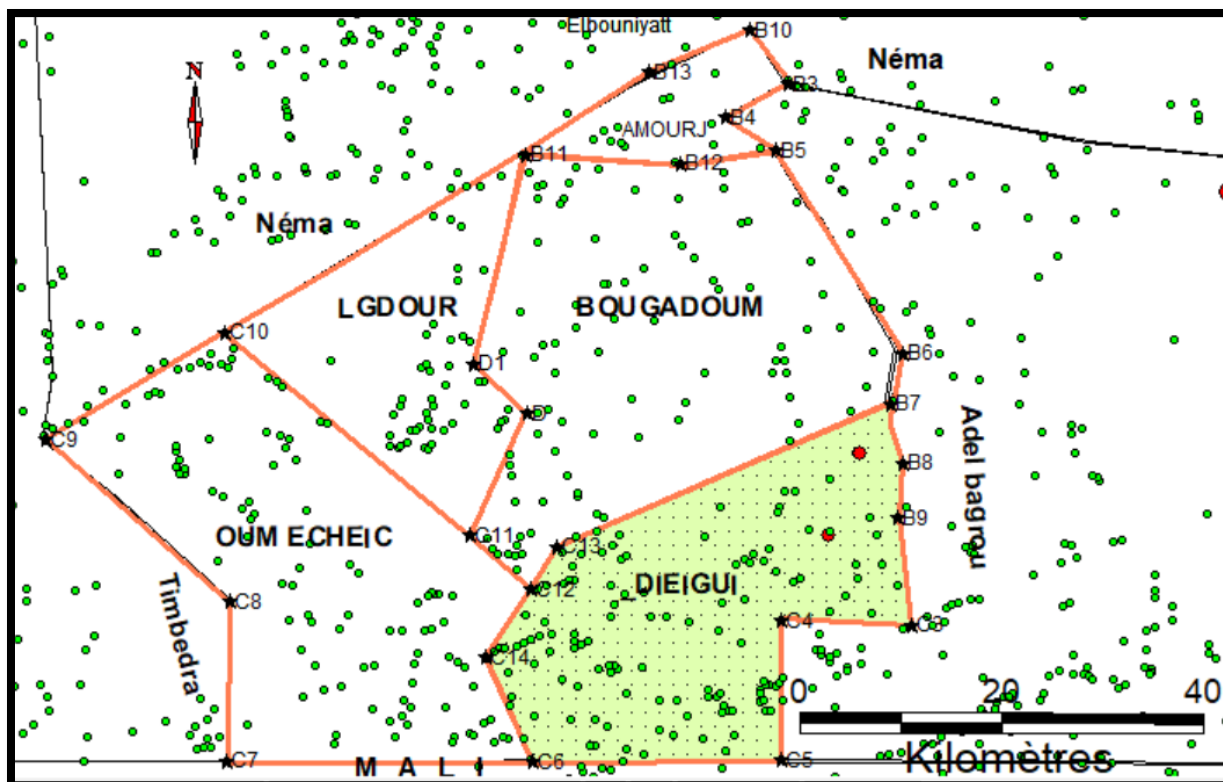 Elbouniyatt
B10
Néma
B13
N
B3
B4
AMOURJ
B5
B11
B12
Néma
LGDOUR
BOUGADOUM
C10
B6
D1
B7
D
C9
Adel bagrou
B8
B9
OUM ECHEIC
C11
C13
_DIEIGUI
C12
C8
Timbedra
C4
C3
C14
0 20 40
Kilomètres
C7
MALI
C6
C5